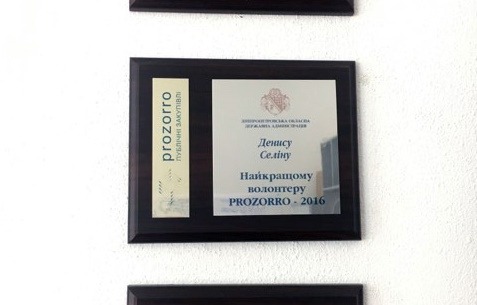 prozorro
ПУБЛІЧНІ ЗАКУПІВЛІ
ДНІПРОПЕТРОВСЬКА ОБЛАСНА
ДЕРЖАВНА АДМІНІСТРАЦІЯ
Денису
Селіну
Найкращому
волонтеру
PROZORRO - 2016